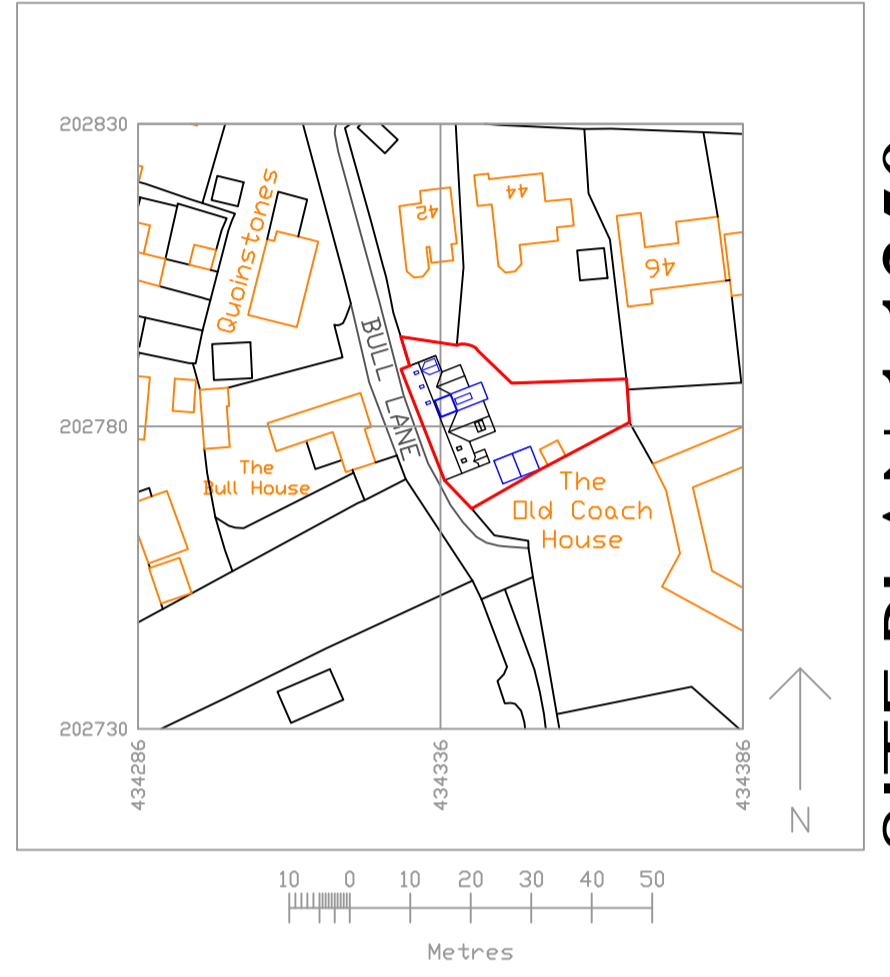 202830
Quoinstones
42
44
46
BULL LANE
202780
The
Bull House
The
Old Coach
House
202730
434286
434336
434386
N
10 0 10 20 30 40 50
Metres